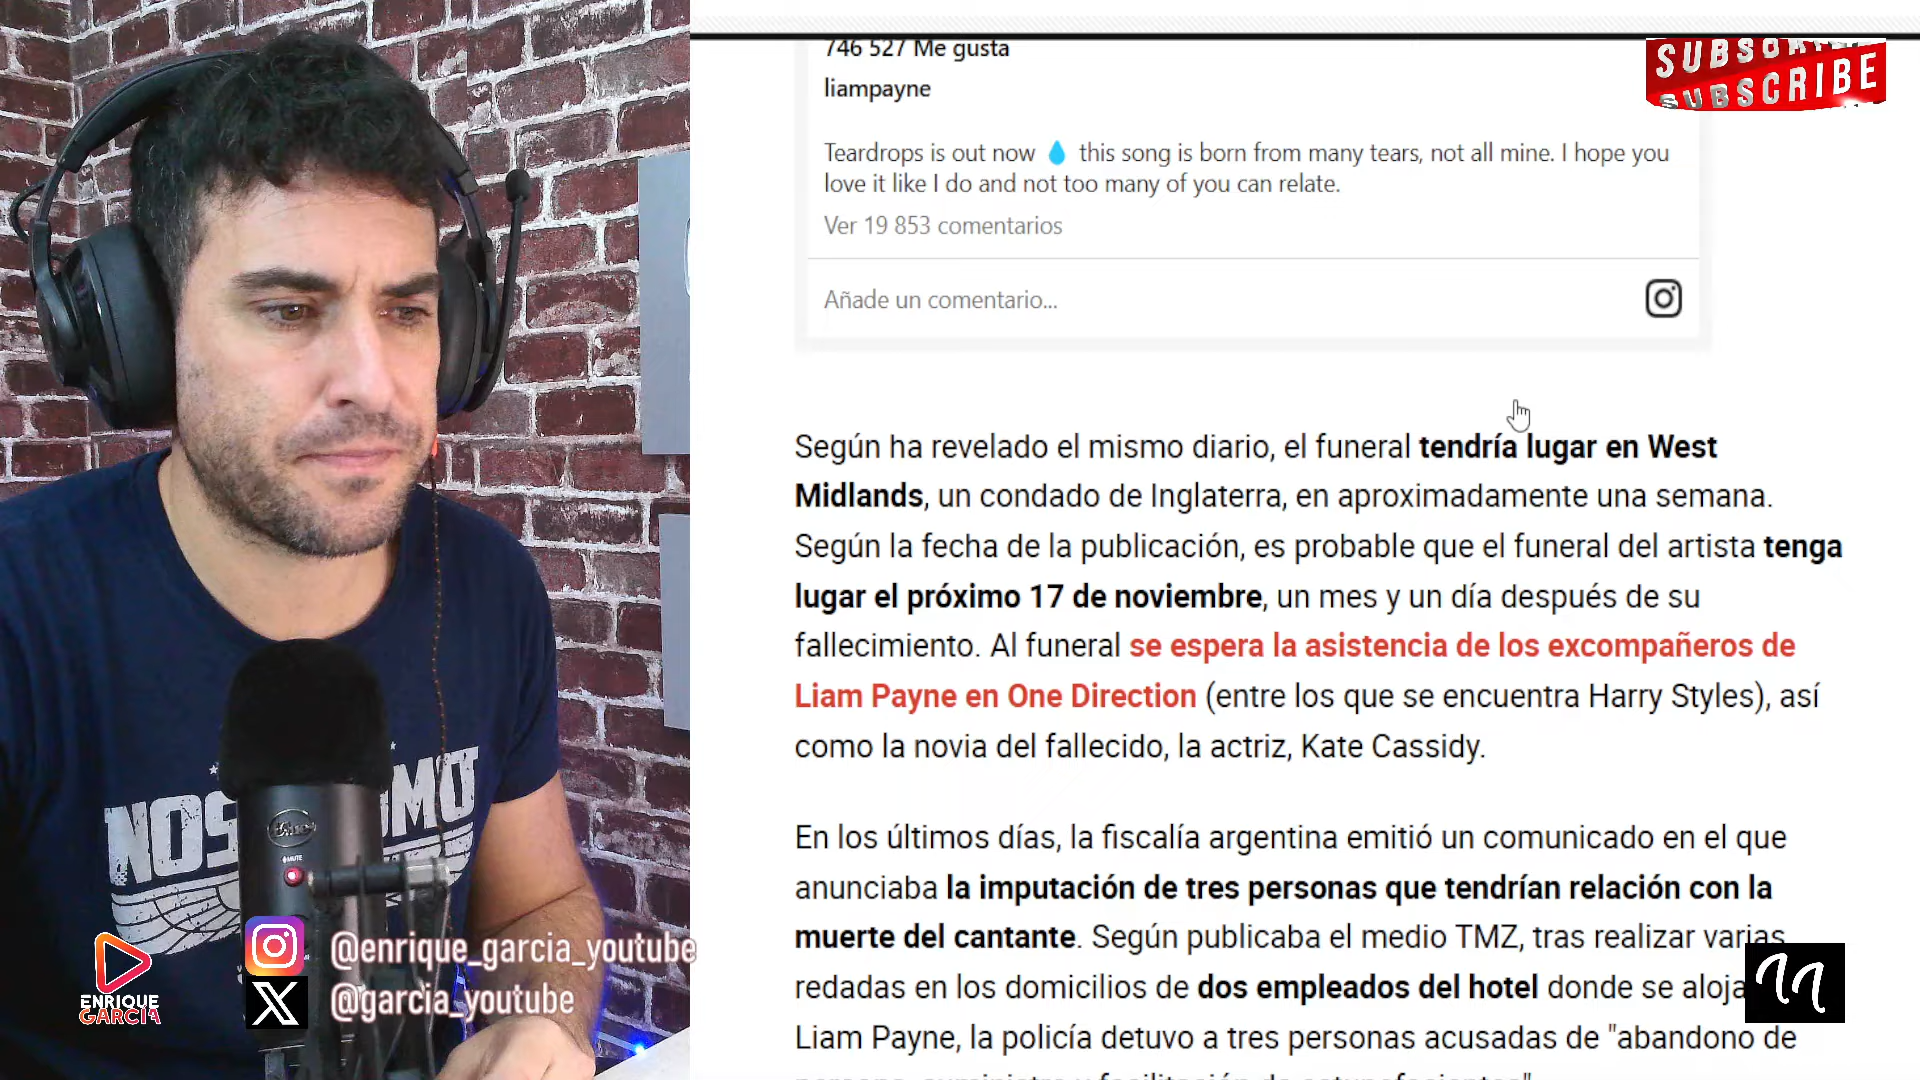 746 527 Me gusta
liampayne
Teardrops is out now 💧 this song is born from many tears, not all mine. I hope you
love it like I do and not too many of you can relate.
Ver 19 853 comentarios
Añade un comentario...
SUBSCRIBE
SUBSCRIBE
Según ha revelado el mismo diario, el funeral tendría lugar en West
Midlands, un condado de Inglaterra, en aproximadamente una semana.
Según la fecha de la publicación, es probable que el funeral del artista tenga
lugar el próximo 17 de noviembre, un mes y un día después de su
fallecimiento. Al funeral se espera la asistencia de los excompañeros de
Liam Payne en One Direction (entre los que se encuentra Harry Styles), así
como la novia del fallecido, la actriz, Kate Cassidy.
En los últimos días, la fiscalía argentina emitió un comunicado en el que
anunciaba la imputación de tres personas que tendrían relación con la
muerte del cantante. Según publicaba el medio TMZ, tras realizar varias
redadas en los domicilios de dos empleados del hotel donde se aloja
Liam Payne, la policía detuvo a tres personas acusadas de "abandono de
Blue
MUTE
ENRIQUE
GARCIA
@enrique_garcia_youtube
@garcia_youtube